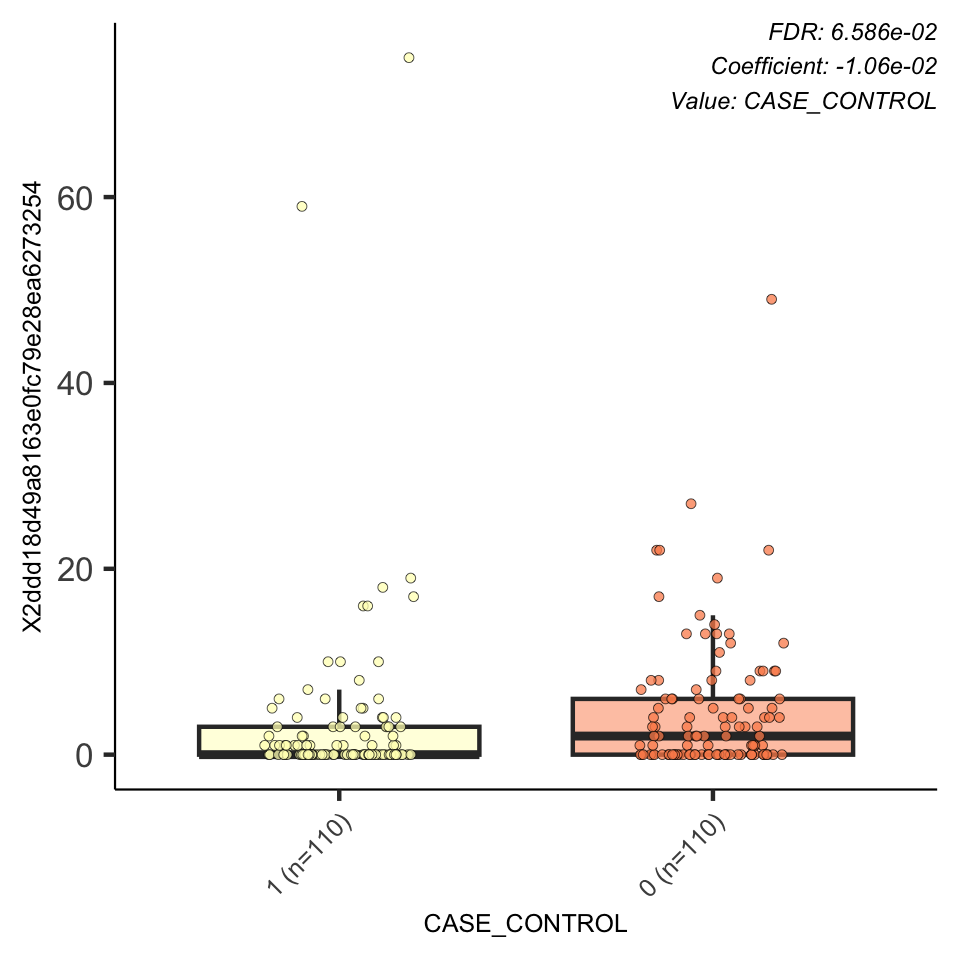 FDR: 6.586e-02
Coefficient: -1.06e-02
Value: CASE_CONTROL
X2ddd18d49a8163e0fc79e28ea6273254
60
40
20
0
1 (n=110)
0 (n=110)
CASE_CONTROL